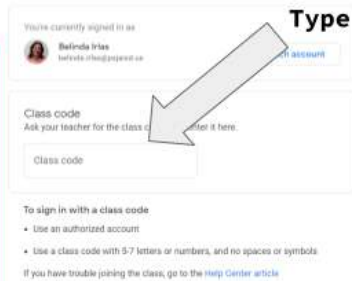 Type
You're currently signed in as
Belinda Irlas
account
Class code
Ask your teacher for the class it here.
Class code
To sign in with a class code
• Use an authorized account
• Use a class code with 5-7 letters or numbers, and no spaces or symbols
If you have trouble joining the class, go to the Help Center article